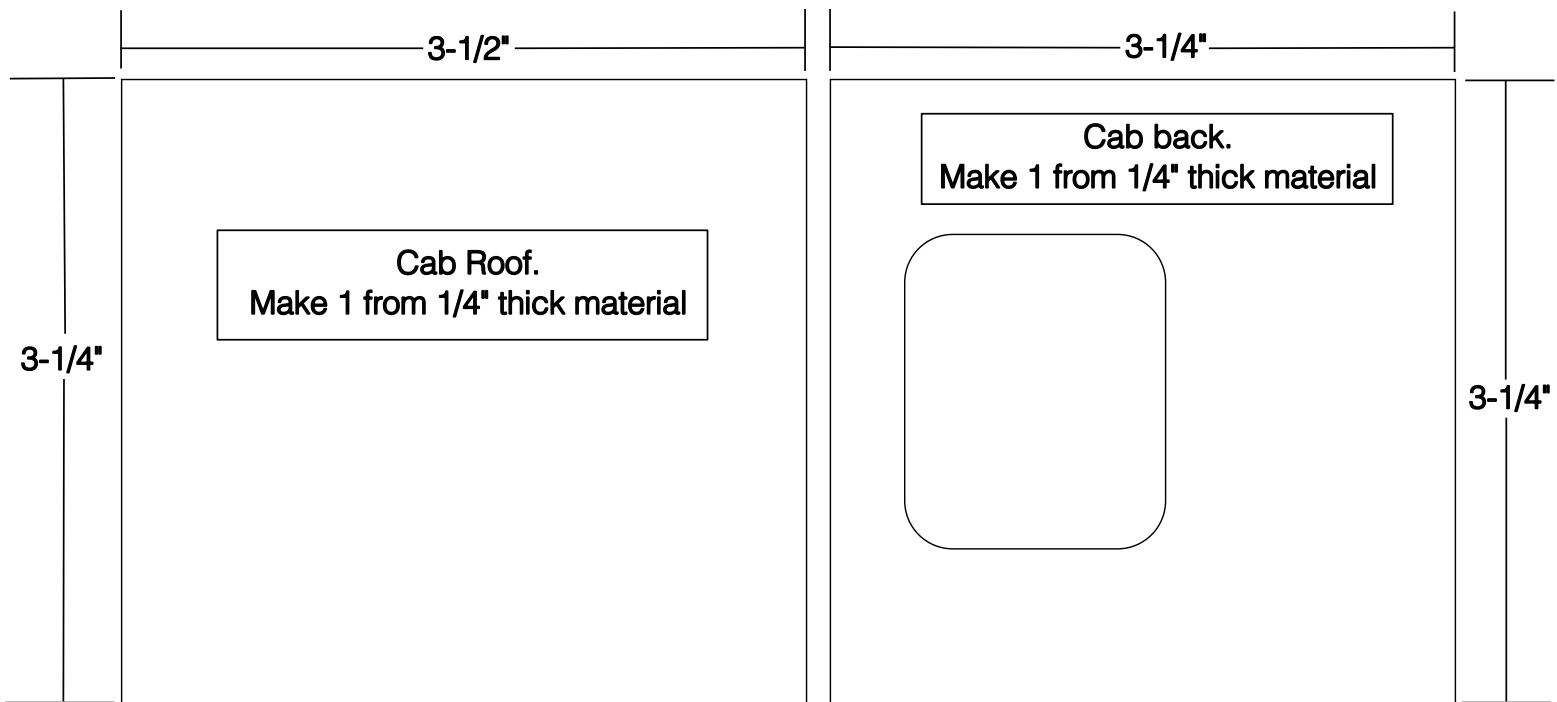 3-1/2"
3-1/4"
Cab back.
Make 1 from 1/4" thick material
Cab Roof.
Make 1 from 1/4" thick material
3-1/4"
3-1/4"